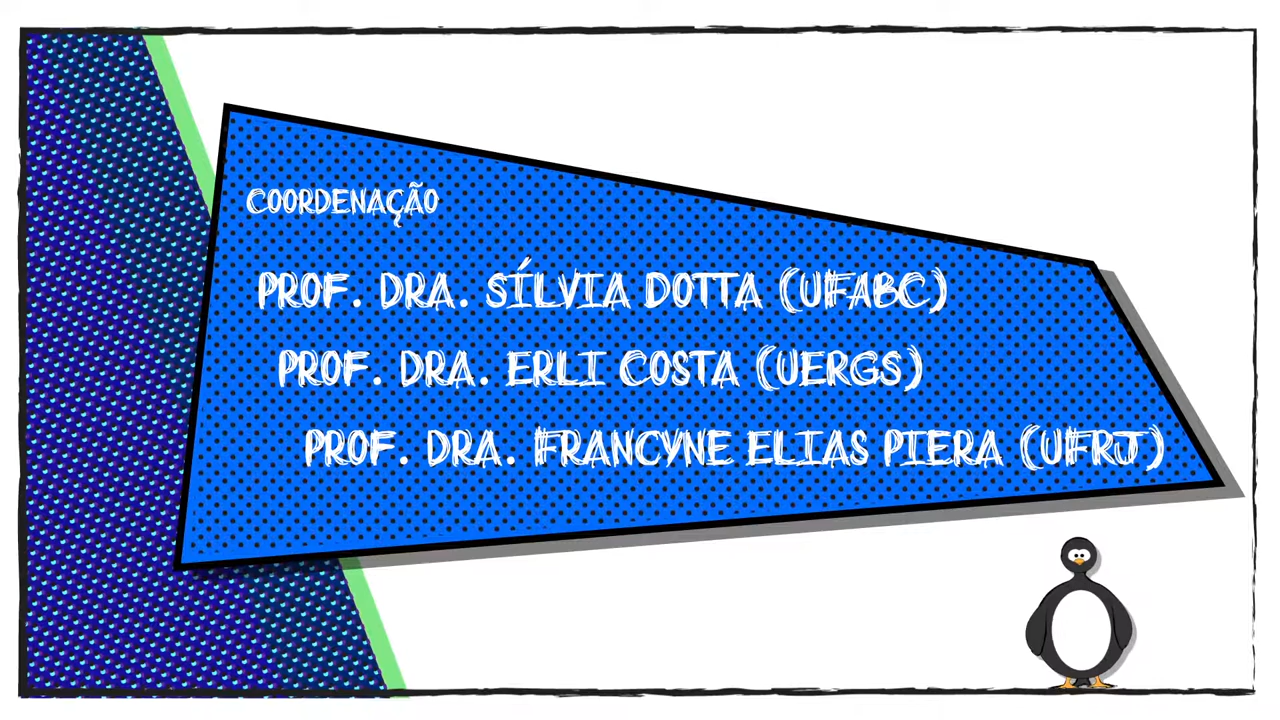 COORDENAÇÃO
PROF. DRA. SÍLVIA DOTTA (UFABC)
PROF. DRA. ERLI COSTA (UERGS)
PROF. DRA. FRANCYNE ELIAS PIERA (UFRJ)